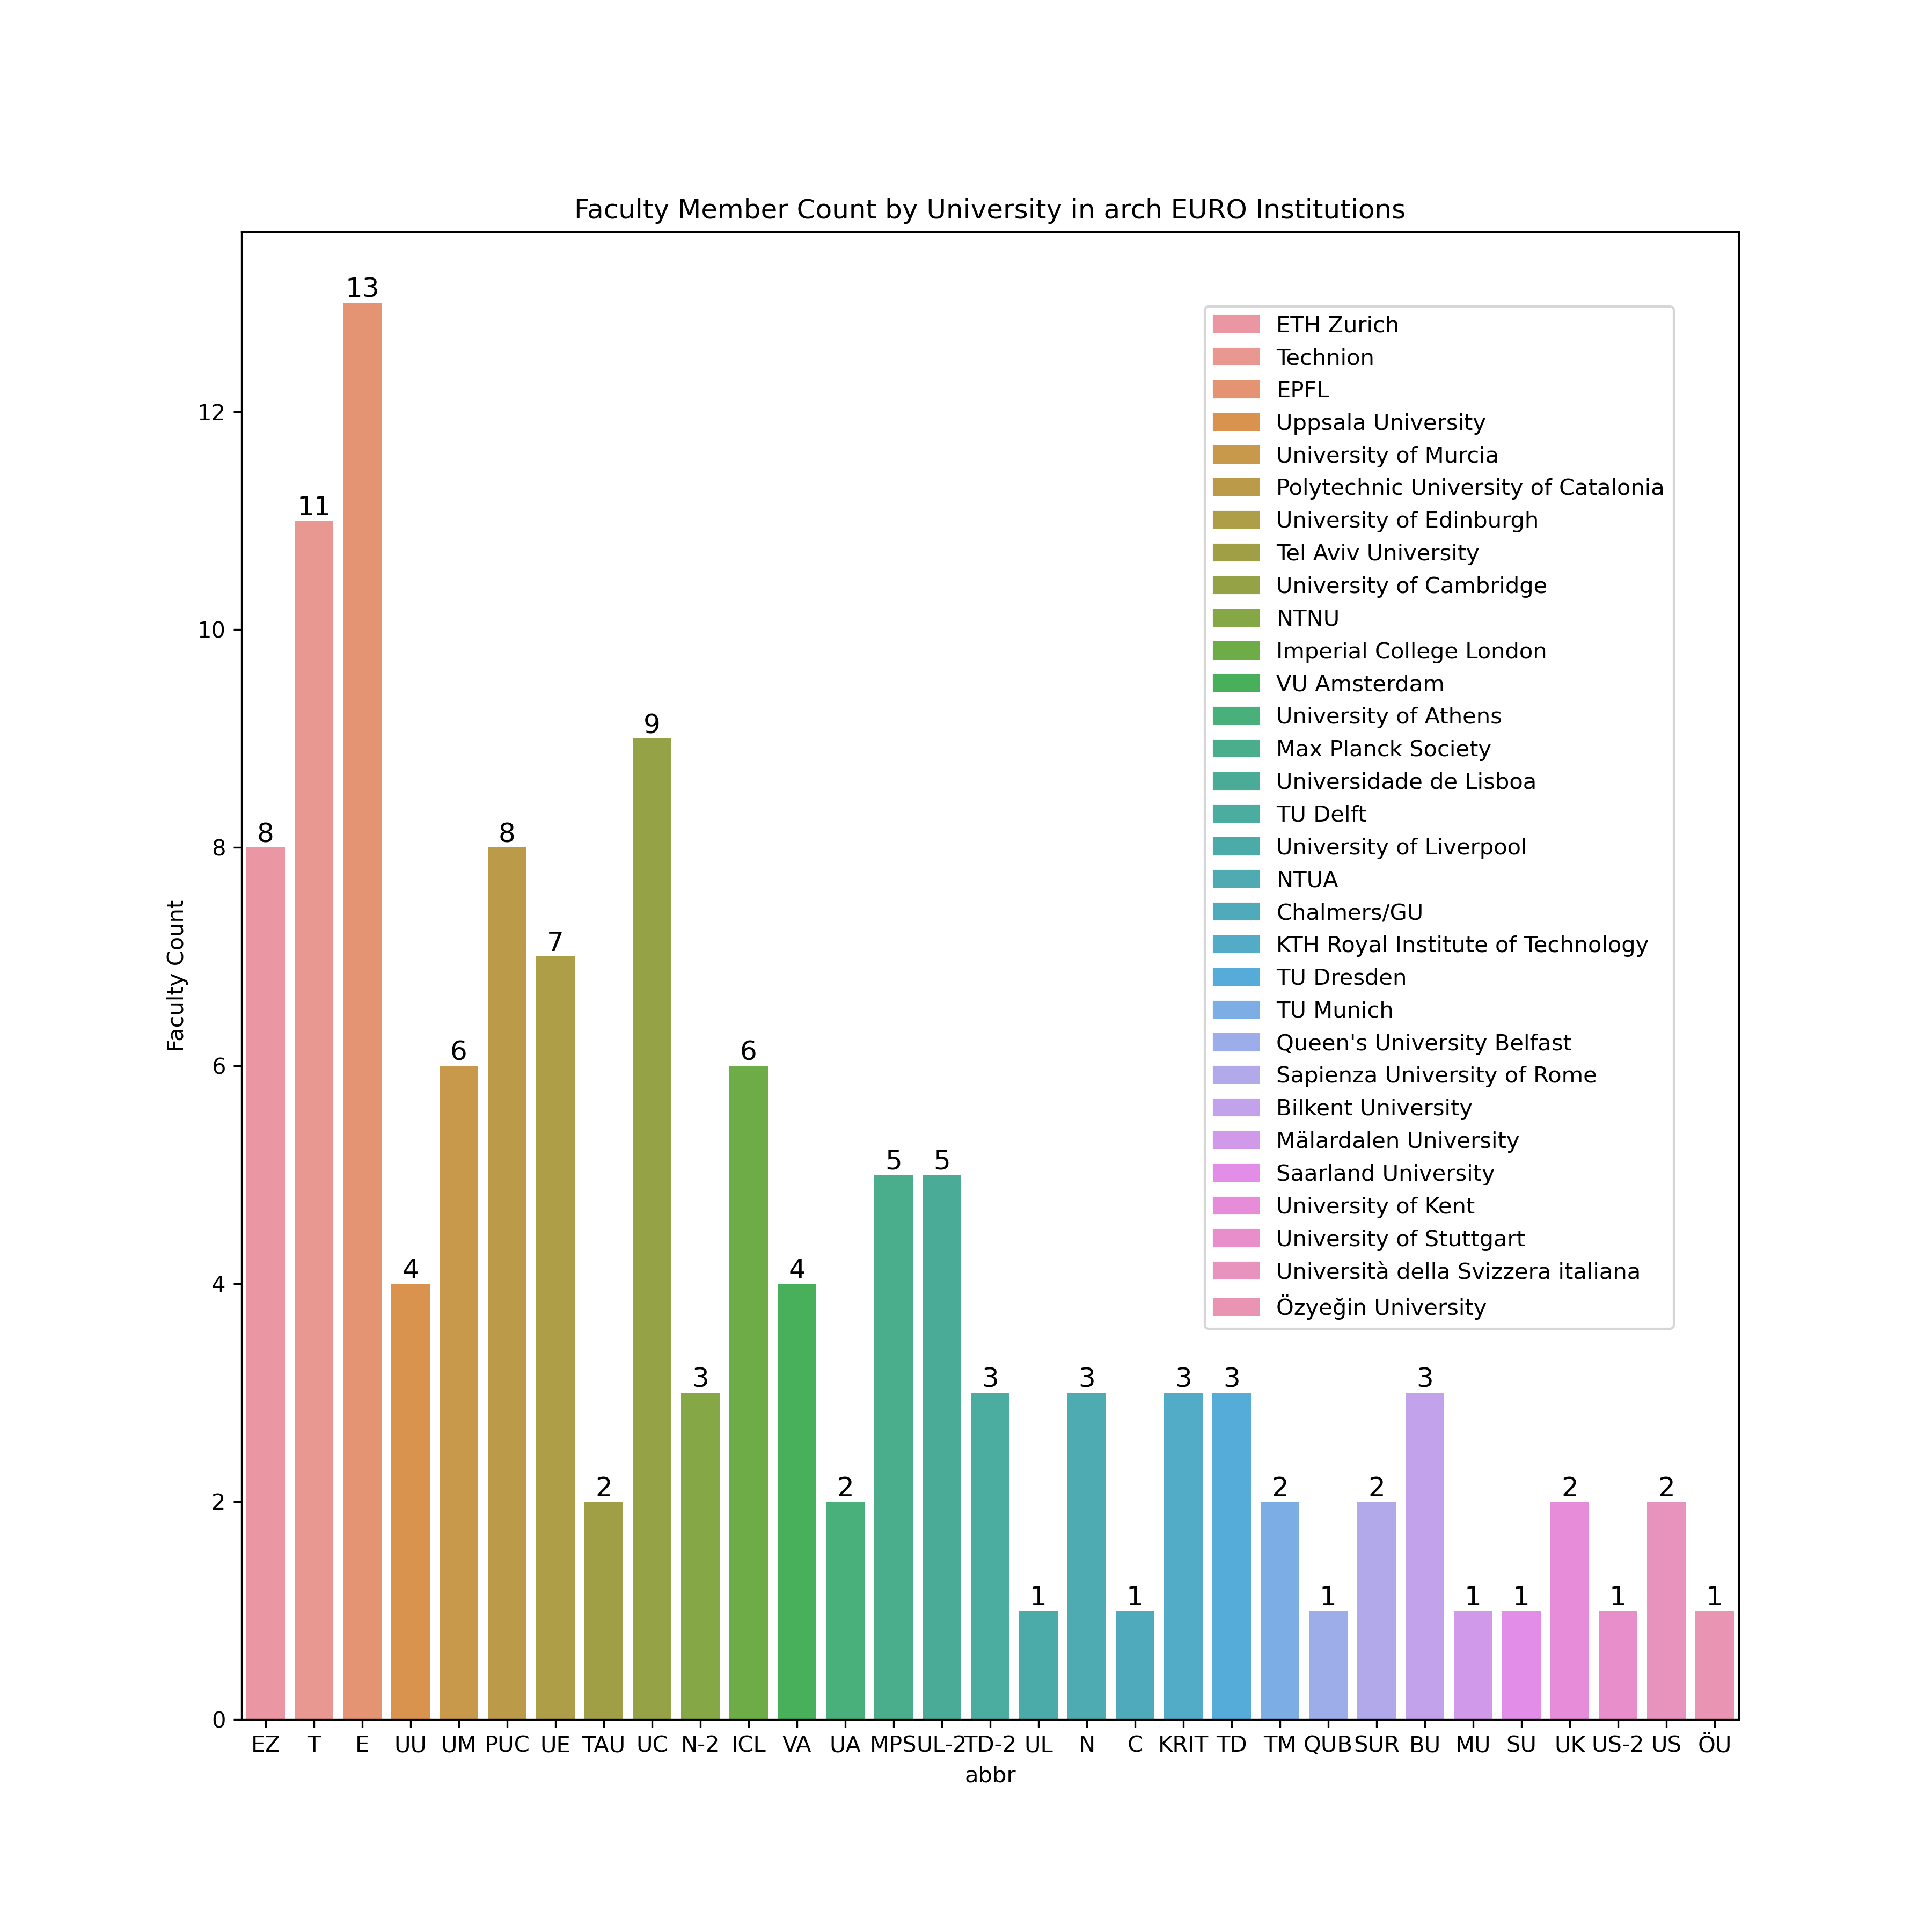 Faculty Member Count by University in arch EURO Institutions
13
11
9
8
8
7
6
6
5
5
4
4
3
3
3
3
3
3
2
2
2
2
2
2
1
1
1
1
1
1
1
ETH Zurich
Technion
EPFL
Uppsala University
University of Murcia
Polytechnic University of Catalonia
University of Edinburgh
Tel Aviv University
University of Cambridge
NTNU
Imperial College London
VU Amsterdam
University of Athens
Max Planck Society
Universidade de Lisboa
TU Delft
University of Liverpool
NTUA
Chalmers/GU
KTH Royal Institute of Technology
TU Dresden
TU Munich
Queen's University Belfast
Sapienza University of Rome
Bilkent University
Mälardalen University
Saarland University
University of Kent
University of Stuttgart
Università della Svizzera italiana
Özyeğin University
12
10
8
6
4
2
0
Faculty Count
EZ T E UU UM PUC UE TAU UC N-2 ICL VA UA MPS UL-2 TD-2 UL N C KRIT TD TM QUB SUR BU MU SU UK US-2 US ÖU
abbr